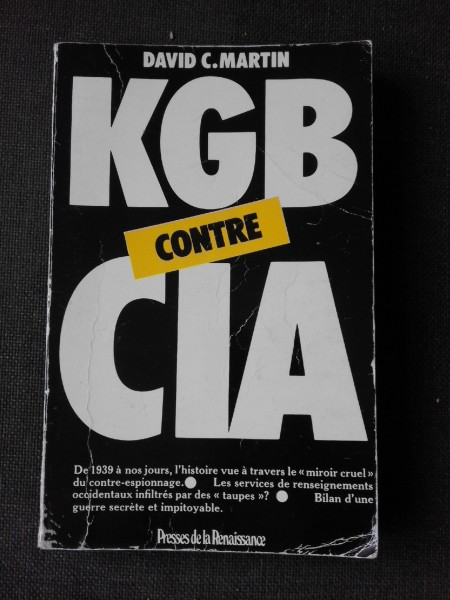 DAVID C. MARTIN
KGB
CONTRE
CIA
De 1939 à nos jours, l'histoire vue à travers le « miroir cruel »
du contre-espionnage. ● Les services de renseignements
occidentaux infiltrés par des « taupes »? ● Bilan d'une
guerre secrète et impitoyable.
Presses de la Renaissance